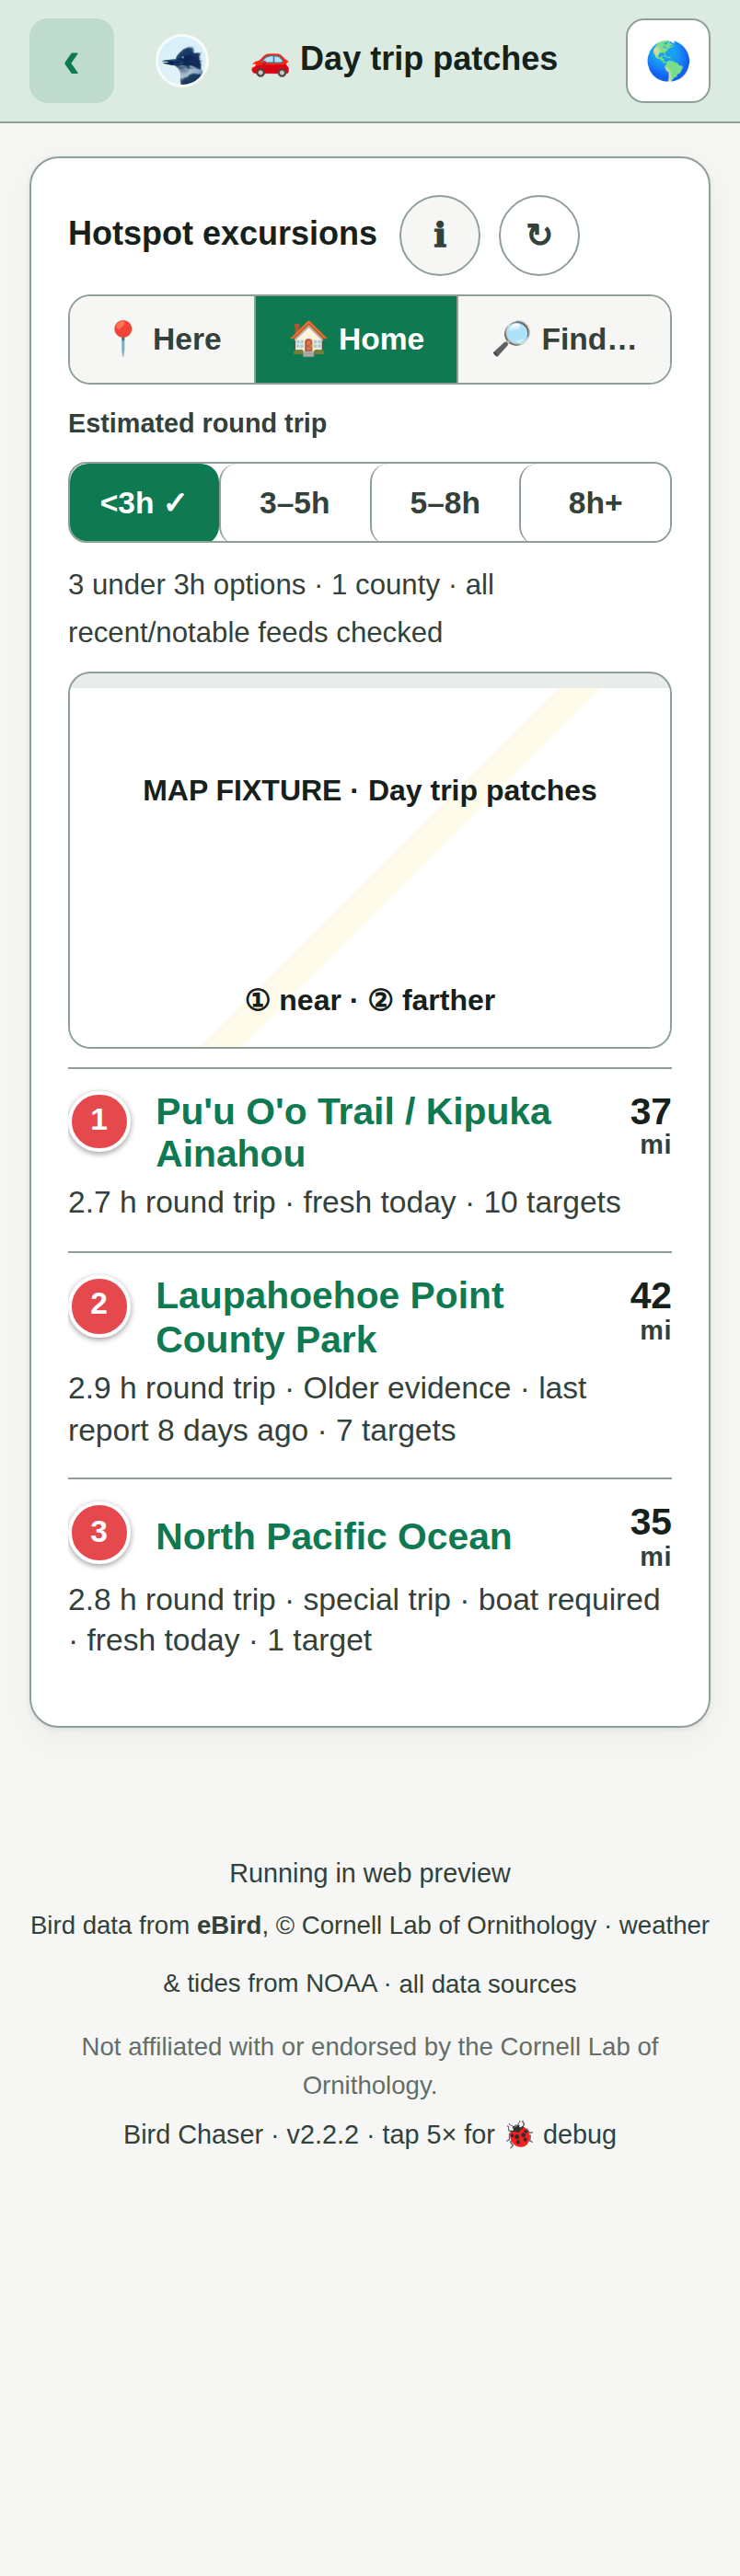 ‹ 🚗 Day trip patches 🌎
Hotspot excursions ℹ ↻
📍 Here 🏠 Home 🔎 Find…
Estimated round trip
<3h ✓ 3–5h 5–8h 8h+
3 under 3h options · 1 county · all
recent/notable feeds checked
MAP FIXTURE · Day trip patches
① near · ② farther
1 Pu'u O'o Trail / Kipuka 37
Ainahou mi
2.7 h round trip · fresh today · 10 targets
2 Laupahoehoe Point 42
County Park mi
2.9 h round trip · Older evidence · last
report 8 days ago · 7 targets
3 North Pacific Ocean 35
mi
2.8 h round trip · special trip · boat required
· fresh today · 1 target
Running in web preview
Bird data from eBird, © Cornell Lab of Ornithology · weather
& tides from NOAA · all data sources
Not affiliated with or endorsed by the Cornell Lab of
Ornithology.
Bird Chaser · v2.2.2 · tap 5× for 🐞 debug